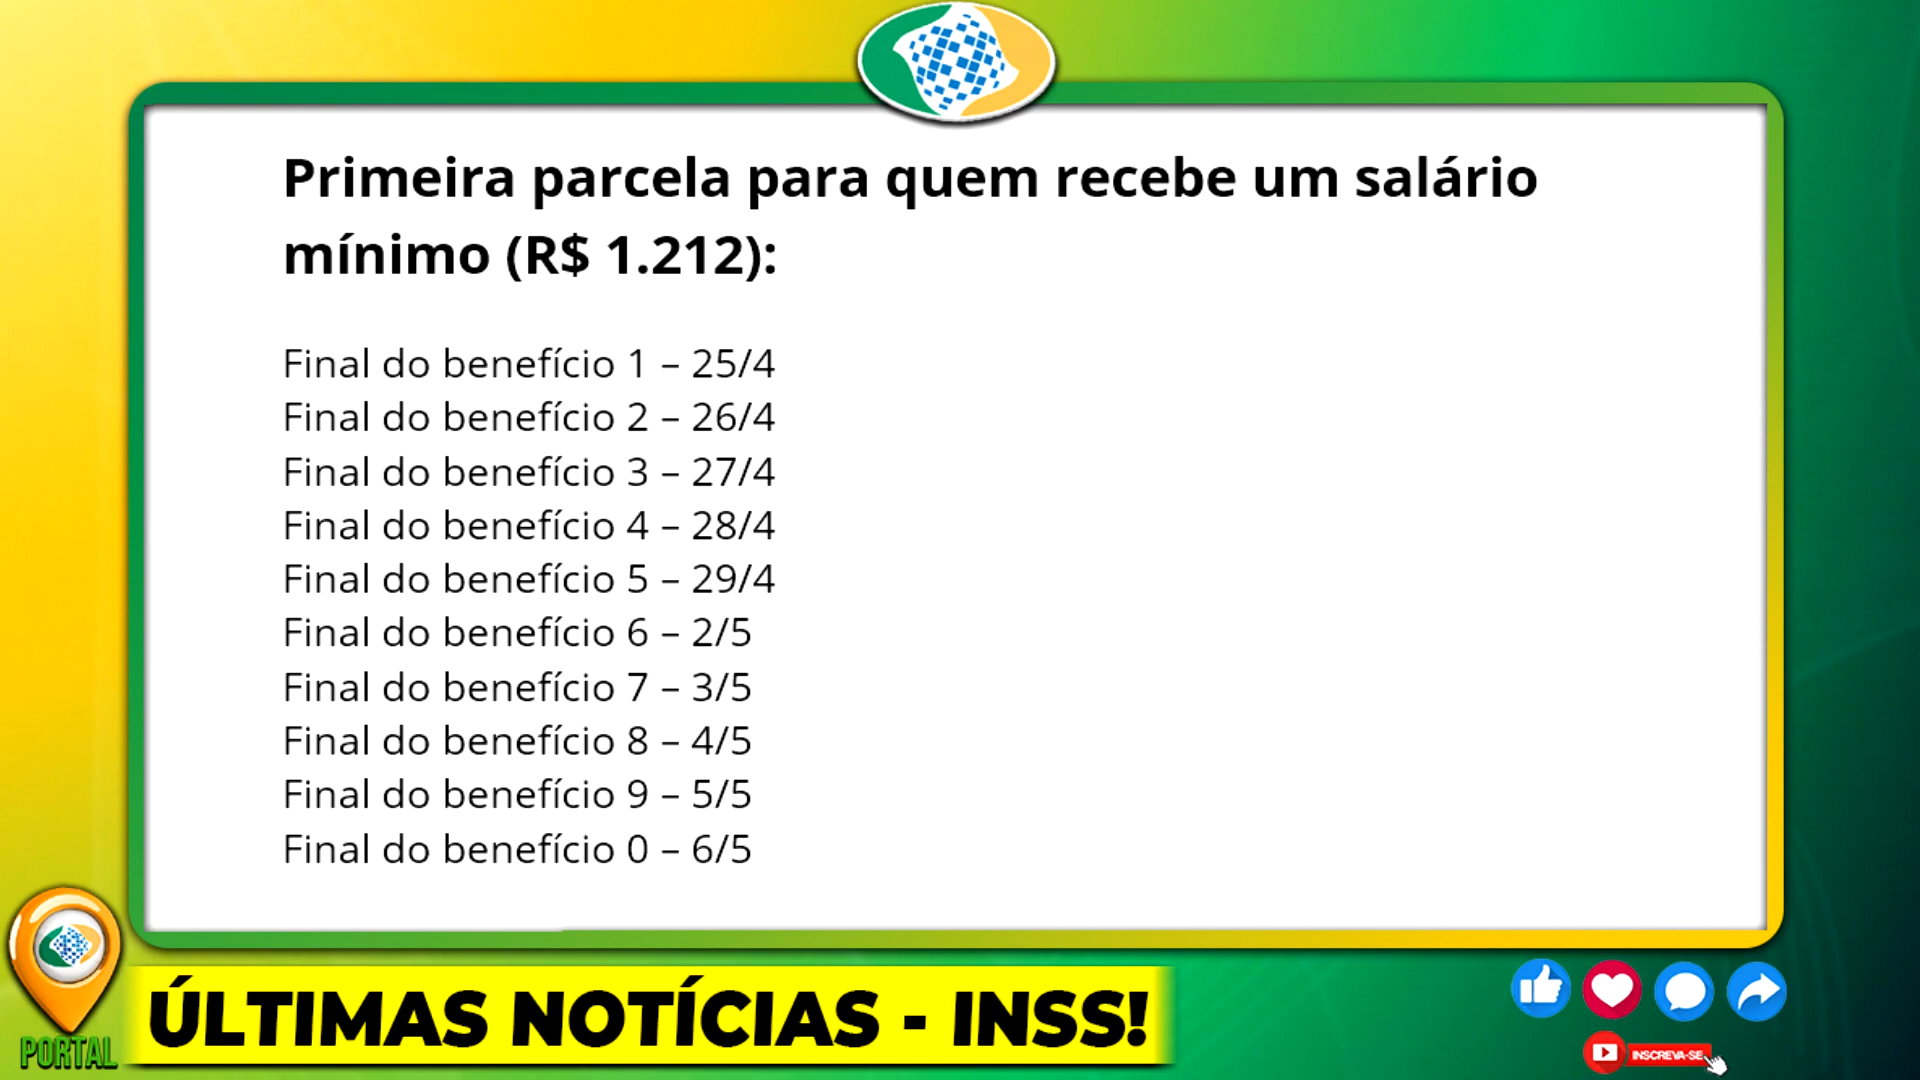 Primeira parcela para quem recebe um salário
mínimo (R$ 1.212):
Final do benefício 1 – 25/4
Final do benefício 2 – 26/4
Final do benefício 3 – 27/4
Final do benefício 4 – 28/4
Final do benefício 5 – 29/4
Final do benefício 6 – 2/5
Final do benefício 7 – 3/5
Final do benefício 8 – 4/5
Final do benefício 9 – 5/5
Final do benefício 0 – 6/5
PORTAL
ÚLTIMAS NOTÍCIAS - INSS!
INSCREVA-SE